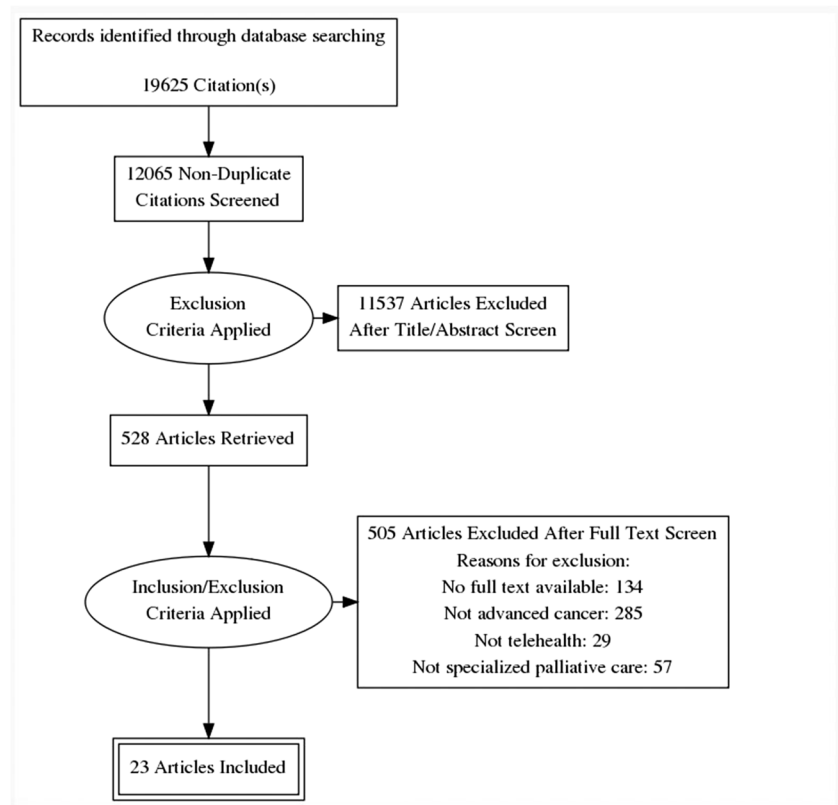 Records identified through database searching
19625 Citation(s)
12065 Non-Duplicate
Citations Screened
Exclusion
Criteria Applied
11537 Articles Excluded
After Title/Abstract Screen
528 Articles Retrieved
Inclusion/Exclusion
Criteria Applied
505 Articles Excluded After Full Text Screen
Reasons for exclusion:
No full text available: 134
Not advanced cancer: 285
Not telehealth: 29
Not specialized palliative care: 57
23 Articles Included